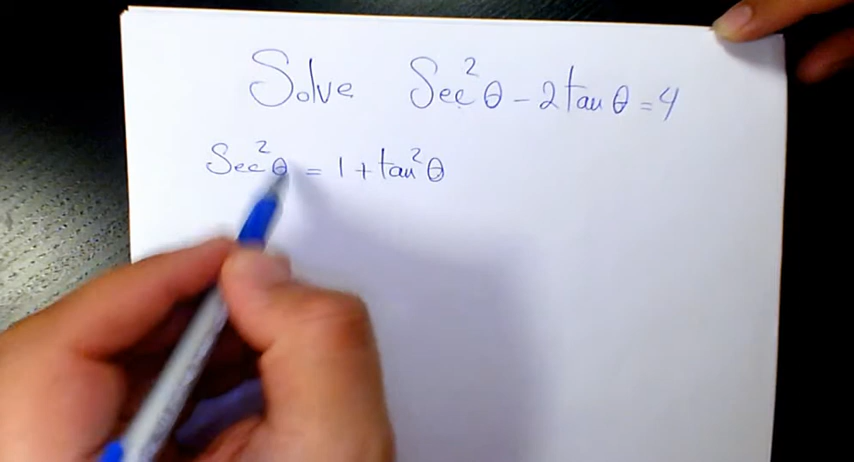 Solve Sec²θ - 2tanθ = 4
Sec²θ = 1 + tan²θ